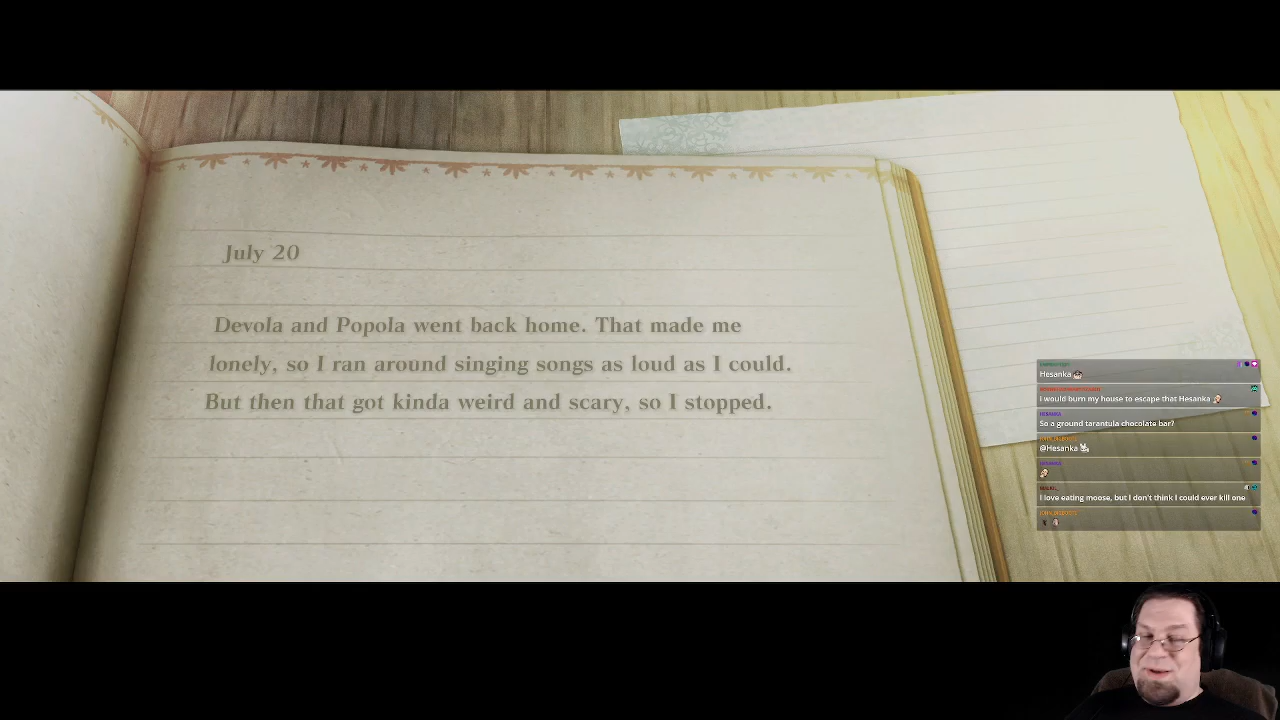 July 20
Devola and Popola went back home. That made me
lonely, so I ran around singing songs as loud as I could.
But then that got kinda weird and scary, so I stopped.
Hesanka
I would burn my house to escape that Hesanka
HESANKA
So a ground tarantula chocolate bar?
@Hesanka
HESANKA
I love eating moose, but I don't think I could ever kill one